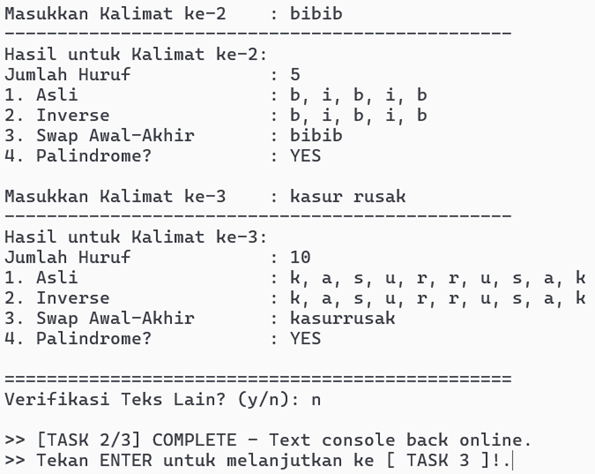 Masukkan Kalimat ke-2    : bibib
------------------------------------------------
Hasil untuk Kalimat ke-2:
Jumlah Huruf             : 5
1. Asli                  : b, i, b, i, b
2. Inverse               : b, i, b, i, b
3. Swap Awal-Akhir       : bibib
4. Palindrome?           : YES

Masukkan Kalimat ke-3    : kasur rusak
------------------------------------------------
Hasil untuk Kalimat ke-3:
Jumlah Huruf             : 10
1. Asli                  : k, a, s, u, r, r, u, s, a, k
2. Inverse               : k, a, s, u, r, r, u, s, a, k
3. Swap Awal-Akhir       : kasurrusak
4. Palindrome?           : YES

================================================
Verifikasi Teks Lain? (y/n): n

>> [TASK 2/3] COMPLETE - Text console back online.
>> Tekan ENTER untuk melanjutkan ke [ TASK 3 ]!.